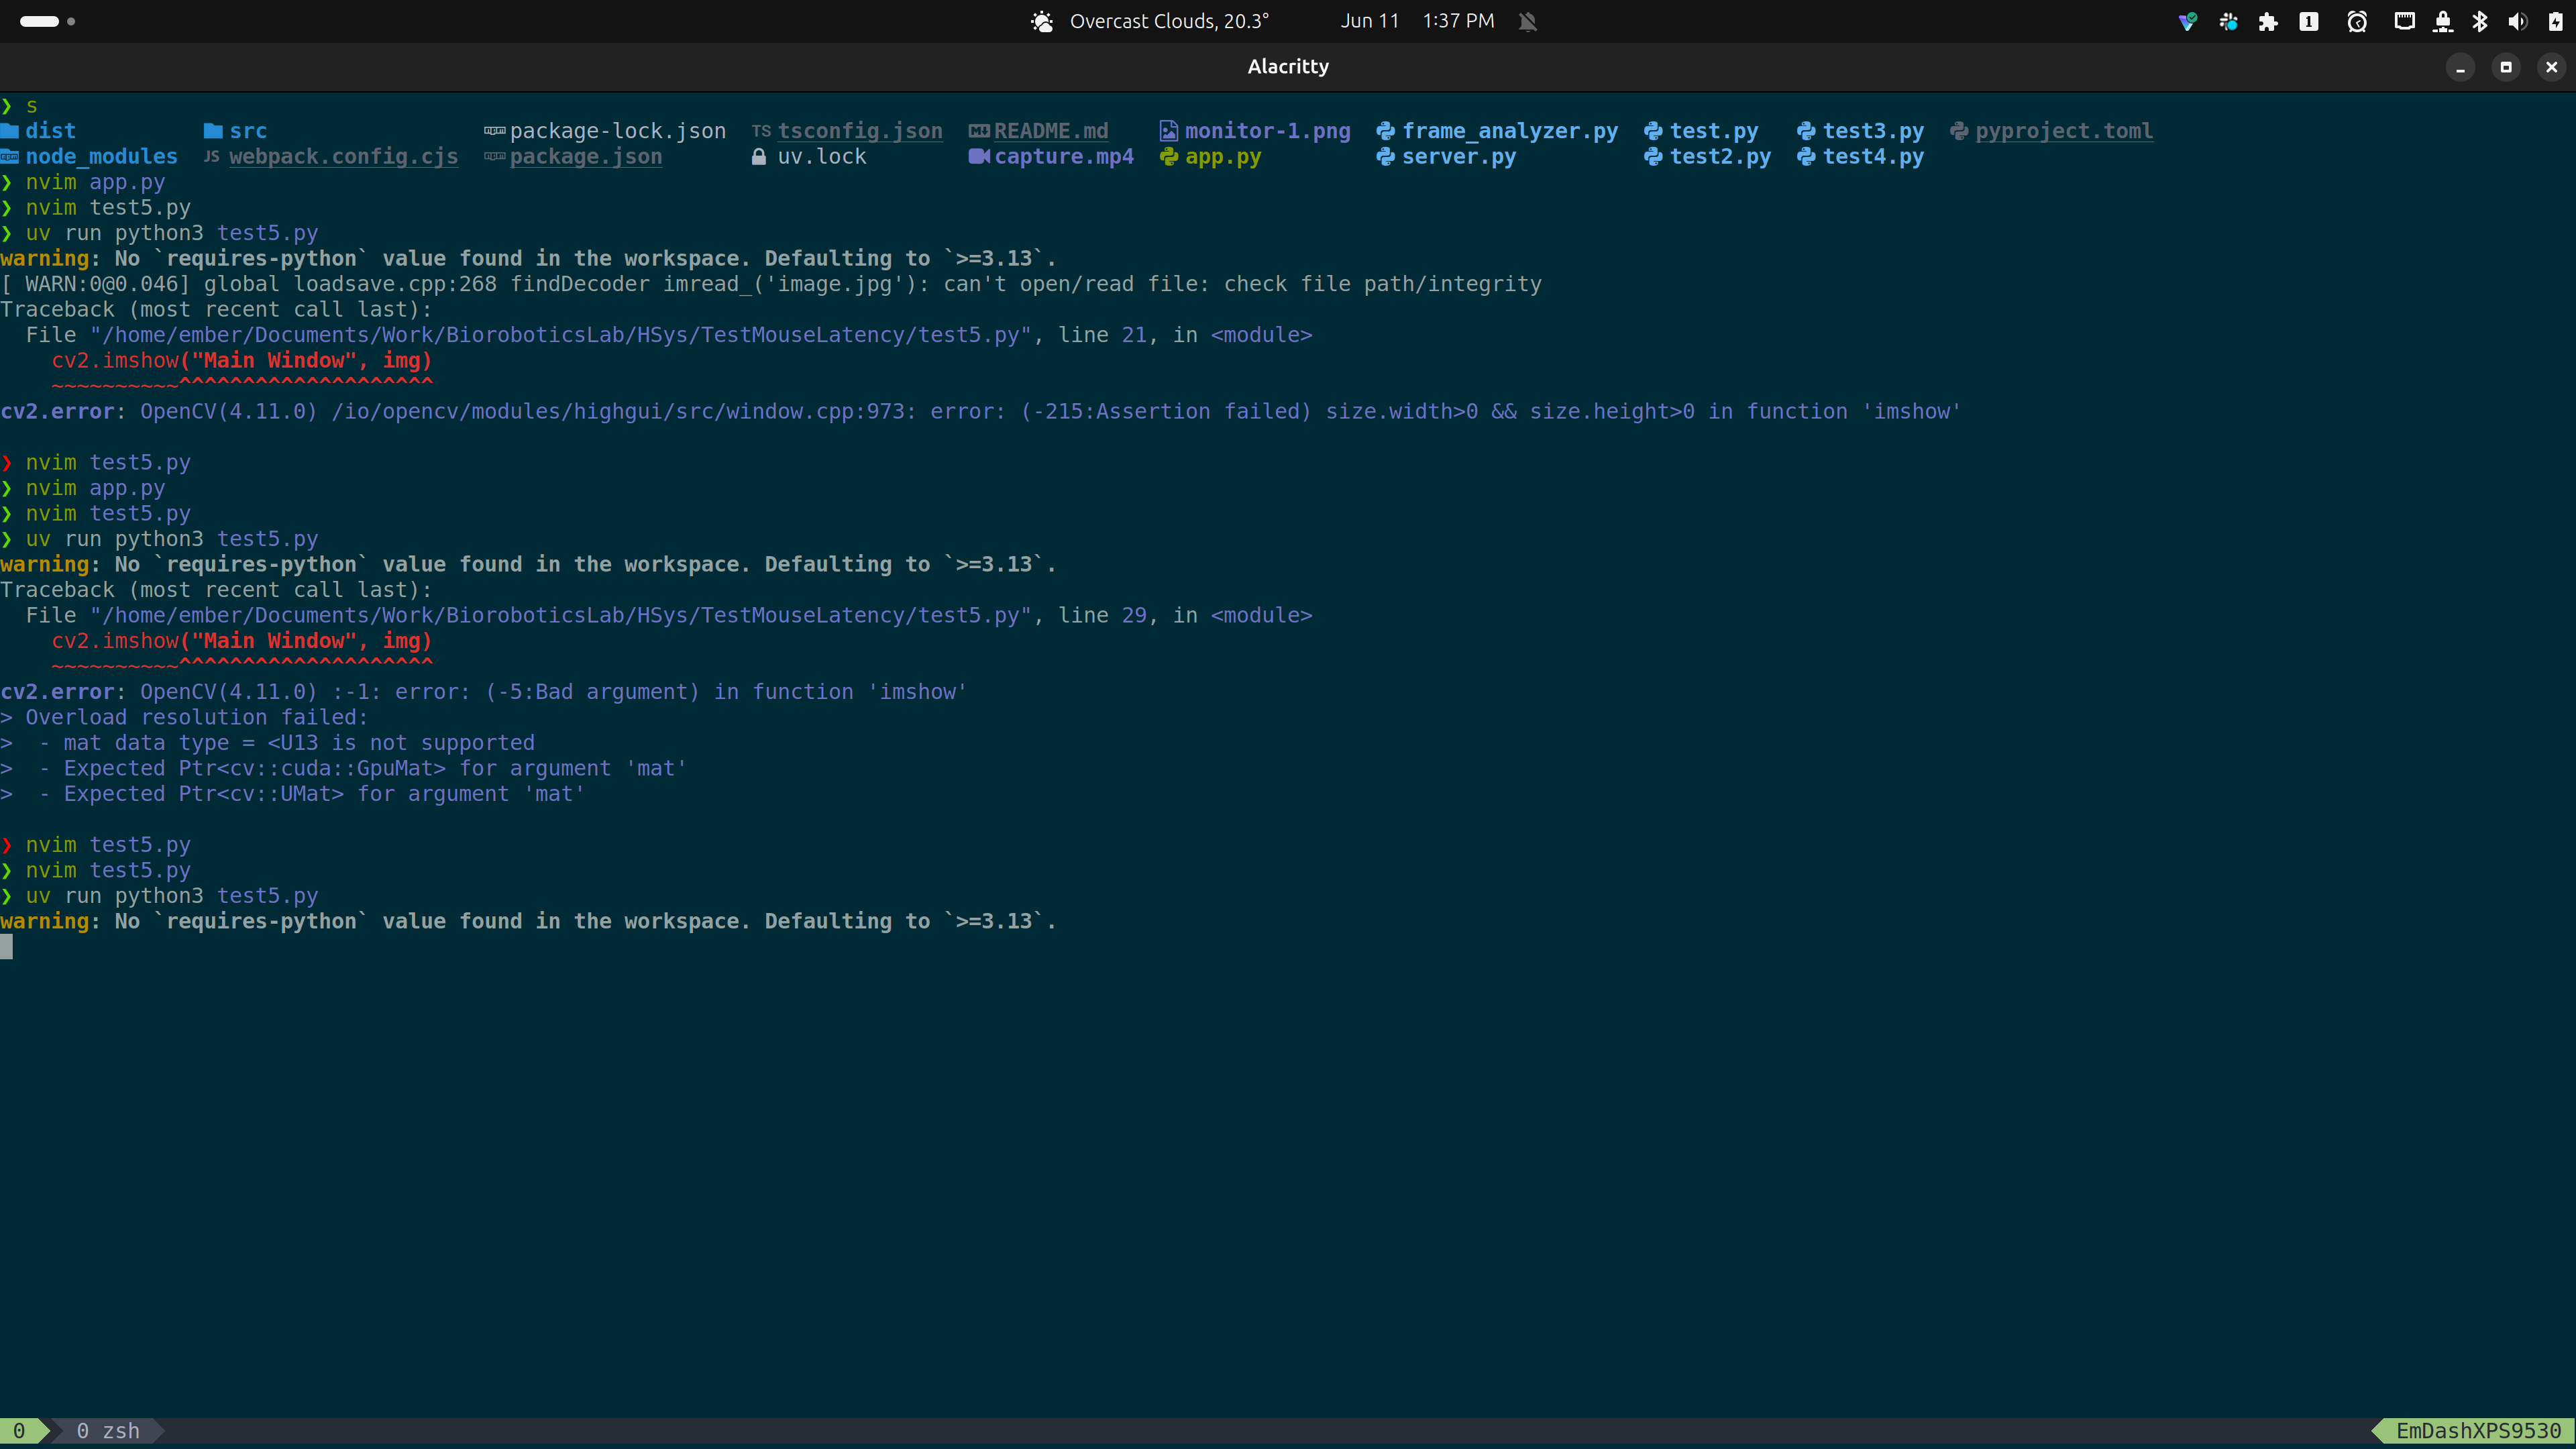 Overcast Clouds, 20.3° Jun 11 1:37 PM 1
Alacritty
❯ s
dist src package-lock.json TS tsconfig.json README.md monitor-1.png frame_analyzer.py test.py test3.py pyproject.toml
node_modules JS webpack.config.cjs package.json uv.lock capture.mp4 app.py server.py test2.py test4.py
❯ nvim app.py
❯ nvim test5.py
❯ uv run python3 test5.py
warning: No `requires-python` value found in the workspace. Defaulting to `>=3.13`.
[ WARN:0@0.046] global loadsave.cpp:268 findDecoder imread_('image.jpg'): can't open/read file: check file path/integrity
Traceback (most recent call last):
  File "/home/ember/Documents/Work/BioroboticsLab/HSys/TestMouseLatency/test5.py", line 21, in <module>
    cv2.imshow("Main Window", img)
    ~~~~~~~~~~^^^^^^^^^^^^^^^^^^^^
cv2.error: OpenCV(4.11.0) /io/opencv/modules/highgui/src/window.cpp:973: error: (-215:Assertion failed) size.width>0 && size.height>0 in function 'imshow'
❯ nvim test5.py
❯ nvim app.py
❯ nvim test5.py
❯ uv run python3 test5.py
warning: No `requires-python` value found in the workspace. Defaulting to `>=3.13`.
Traceback (most recent call last):
  File "/home/ember/Documents/Work/BioroboticsLab/HSys/TestMouseLatency/test5.py", line 29, in <module>
    cv2.imshow("Main Window", img)
    ~~~~~~~~~~^^^^^^^^^^^^^^^^^^^^
cv2.error: OpenCV(4.11.0) :-1: error: (-5:Bad argument) in function 'imshow'
> Overload resolution failed:
>  - mat data type = <U13 is not supported
>  - Expected Ptr<cv::cuda::GpuMat> for argument 'mat'
>  - Expected Ptr<cv::UMat> for argument 'mat'
❯ nvim test5.py
❯ nvim test5.py
❯ uv run python3 test5.py
warning: No `requires-python` value found in the workspace. Defaulting to `>=3.13`.
0 0 zsh EmDashXPS9530